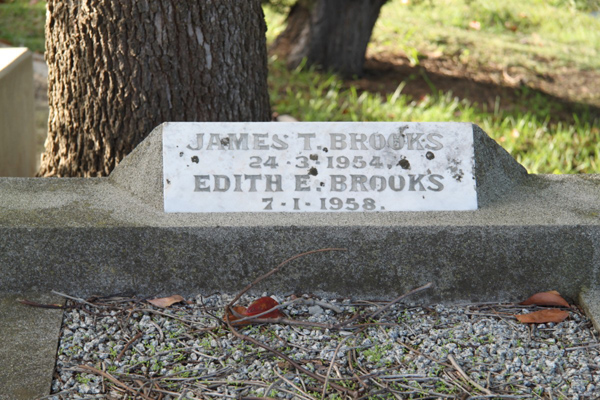 JAMES T. BROOKS
24-3-1954.
EDITH E. BROOKS
7-1-1958.